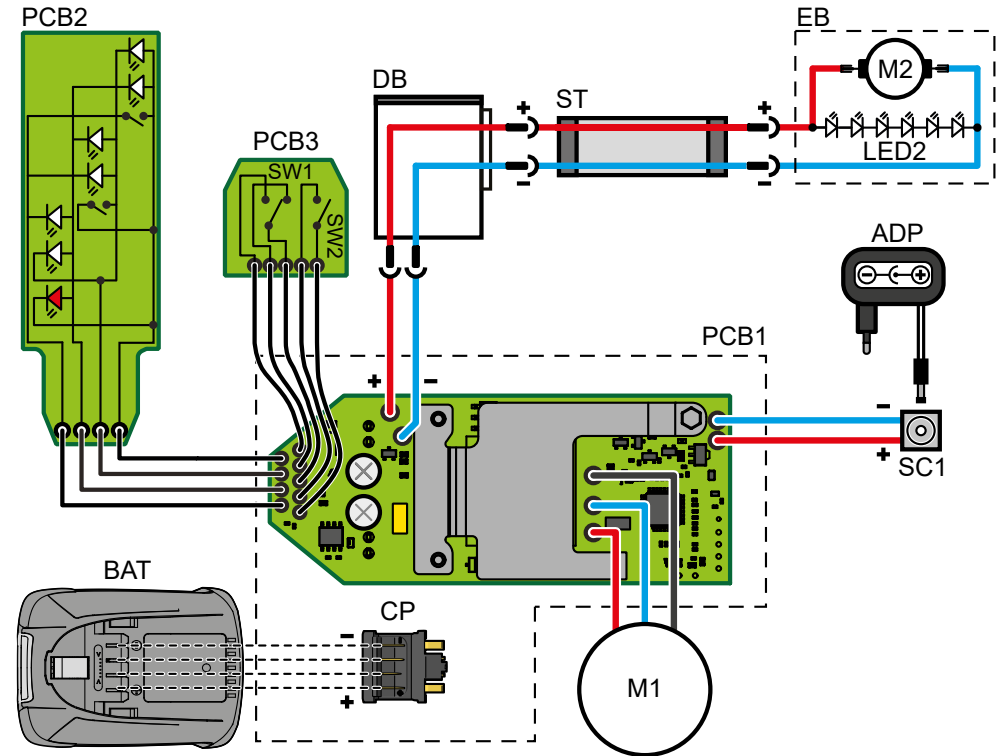 PCB2
EB
M2
DB
ST
+
+
LED2
-
-
PCB3
SW1
SW2
ADP
- +
PCB1
+ -
-
+
SC1
BAT
CP
-
+
M1